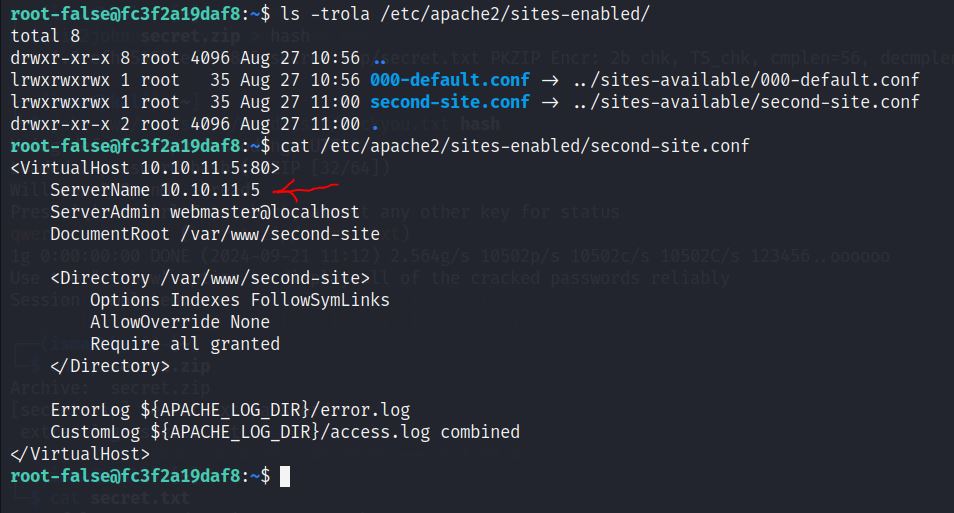 root-false@fc3f2a19daf8:~$ ls -trola /etc/apache2/sites-enabled/
total 8
drwxr-xr-x 8 root 4096 Aug 27 10:56 ..
lrwxrwxrwx 1 root   35 Aug 27 10:56 000-default.conf → ../sites-available/000-default.conf
lrwxrwxrwx 1 root   35 Aug 27 11:00 second-site.conf → ../sites-available/second-site.conf
drwxr-xr-x 2 root 4096 Aug 27 11:00 .
root-false@fc3f2a19daf8:~$ cat /etc/apache2/sites-enabled/second-site.conf
<VirtualHost 10.10.11.5:80>
    ServerName 10.10.11.5
    ServerAdmin webmaster@localhost
    DocumentRoot /var/www/second-site

    <Directory /var/www/second-site>
        Options Indexes FollowSymLinks
        AllowOverride None
        Require all granted
    </Directory>

    ErrorLog ${APACHE_LOG_DIR}/error.log
    CustomLog ${APACHE_LOG_DIR}/access.log combined
</VirtualHost>
root-false@fc3f2a19daf8:~$